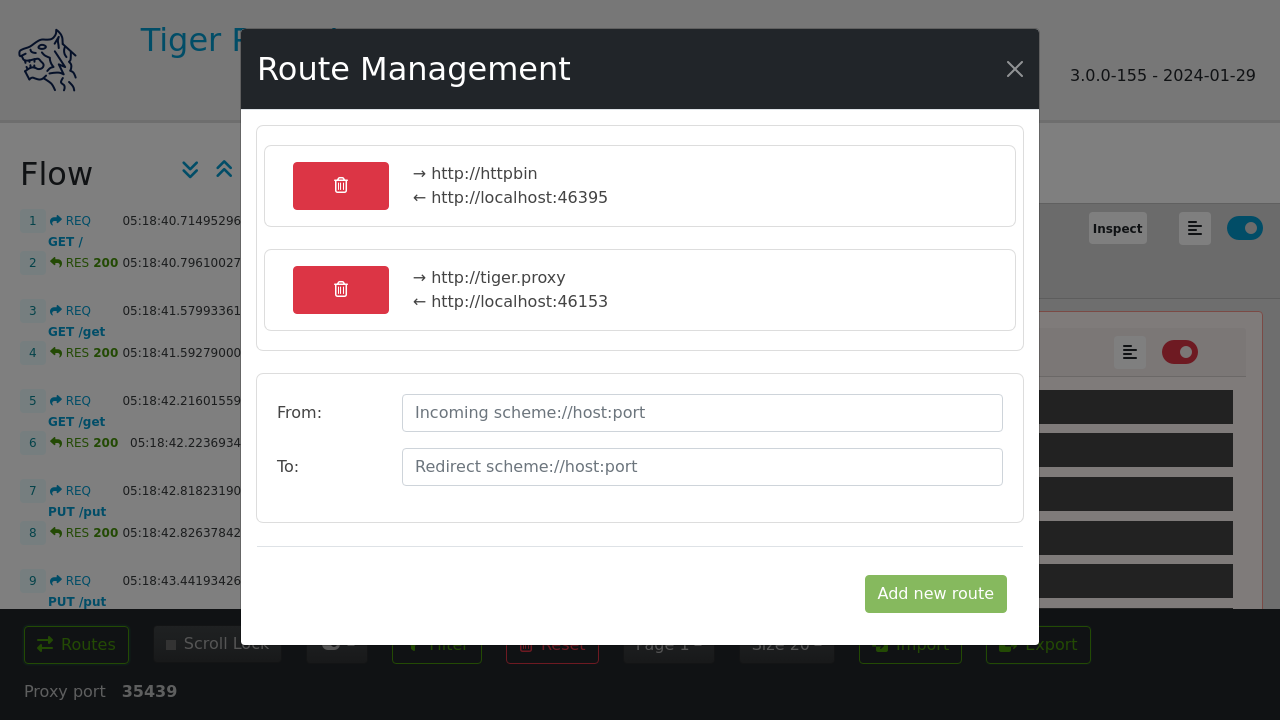 Tiger
3.0.0-155 - 2024-01-29
Route Management
→ http://httpbin
← http://localhost:46395
→ http://tiger.proxy
← http://localhost:46153
From: Incoming scheme://host:port
To: Redirect scheme://host:port
Add new route
Flow
1 REQ 05:18:40.71495296
GET /
2 RES 200 05:18:40.79610027
3 REQ 05:18:41.57993361
GET /get
4 RES 200 05:18:41.59279000
5 REQ 05:18:42.21601559
GET /get
6 RES 200 05:18:42.2236934
7 REQ 05:18:42.81823190
PUT /put
8 RES 200 05:18:42.82637842
9 REQ 05:18:43.44193426
PUT /put
Inspect
Routes Scroll Lock Filter Reset Page 1 Size 20 Import Export
Proxy port 35439